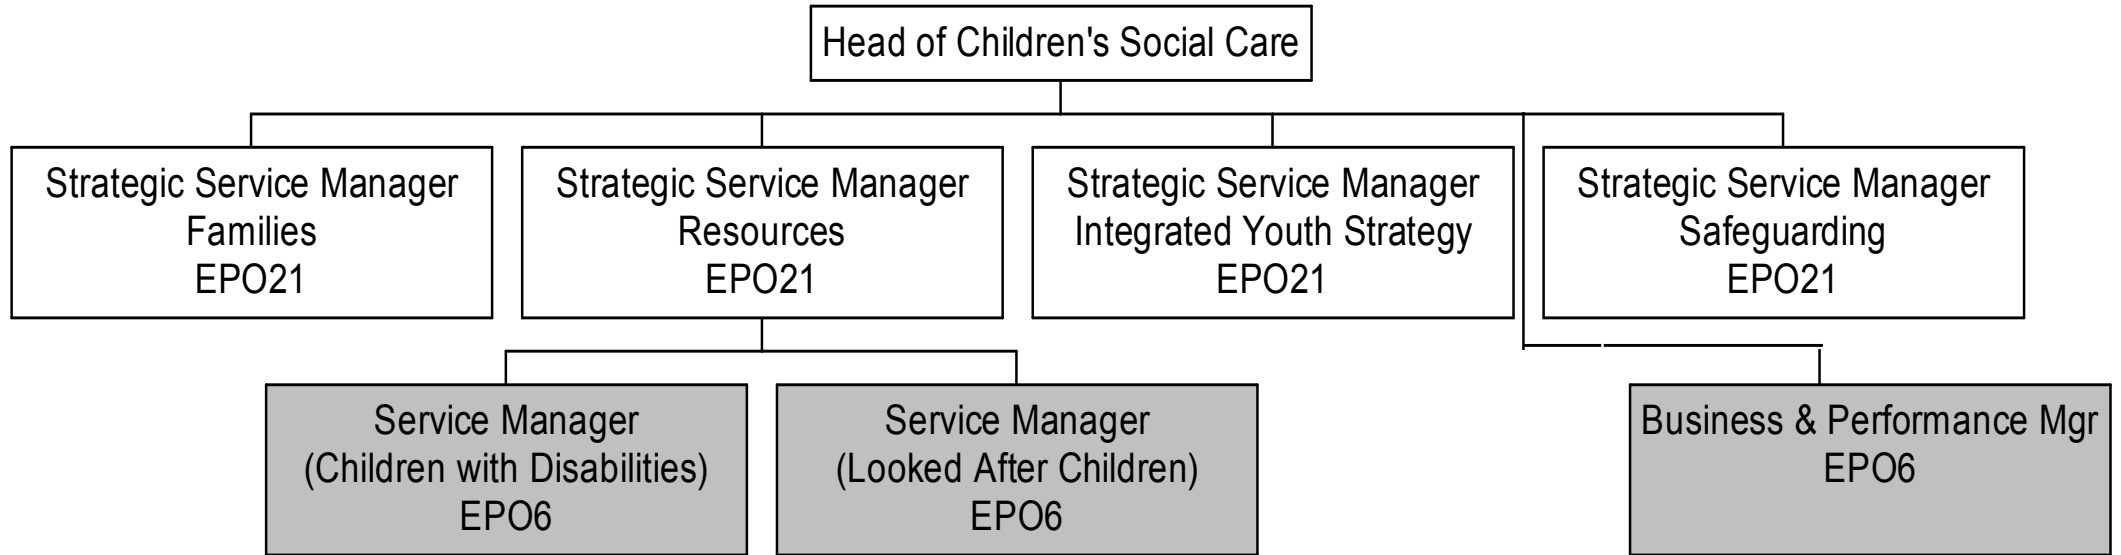 Head of Children's Social Care
Strategic Service Manager
Families
EPO21
Strategic Service Manager
Resources
EPO21
Strategic Service Manager
Integrated Youth Strategy
EPO21
Strategic Service Manager
Safeguarding
EPO21
Service Manager
(Children with Disabilities)
EPO6
Service Manager
(Looked After Children)
EPO6
Business & Performance Mgr
EPO6